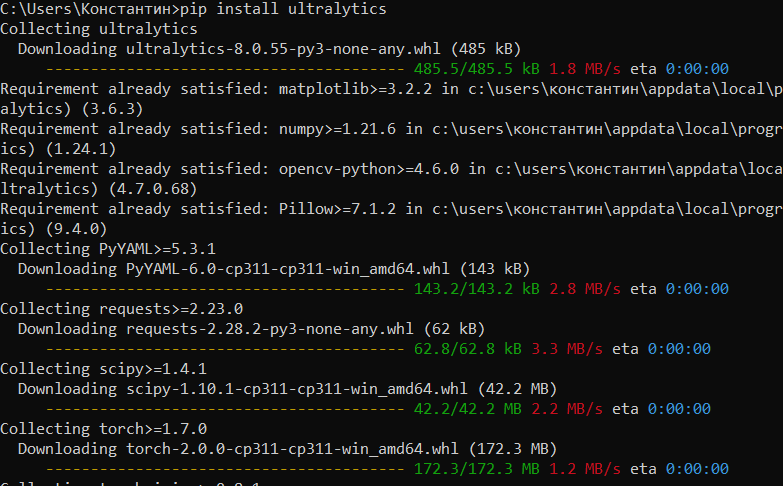 C:\Users\Константин>pip install ultralytics
Collecting ultralytics
  Downloading ultralytics-8.0.55-py3-none-any.whl (485 kB)
     ---------------------------------------- 485.5/485.5 kB 1.8 MB/s eta 0:00:00
Requirement already satisfied: matplotlib>=3.2.2 in c:\users\константин\appdata\local\p
alytics) (3.6.3)
Requirement already satisfied: numpy>=1.21.6 in c:\users\константин\appdata\local\progr
ics) (1.24.1)
Requirement already satisfied: opencv-python>=4.6.0 in c:\users\константин\appdata\loca
ltralytics) (4.7.0.68)
Requirement already satisfied: Pillow>=7.1.2 in c:\users\константин\appdata\local\progr
ics) (9.4.0)
Collecting PyYAML>=5.3.1
  Downloading PyYAML-6.0-cp311-cp311-win_amd64.whl (143 kB)
     ---------------------------------------- 143.2/143.2 kB 2.8 MB/s eta 0:00:00
Collecting requests>=2.23.0
  Downloading requests-2.28.2-py3-none-any.whl (62 kB)
     ---------------------------------------- 62.8/62.8 kB 3.3 MB/s eta 0:00:00
Collecting scipy>=1.4.1
  Downloading scipy-1.10.1-cp311-cp311-win_amd64.whl (42.2 MB)
     ---------------------------------------- 42.2/42.2 MB 2.2 MB/s eta 0:00:00
Collecting torch>=1.7.0
  Downloading torch-2.0.0-cp311-cp311-win_amd64.whl (172.3 MB)
     ---------------------------------------- 172.3/172.3 MB 1.2 MB/s eta 0:00:00